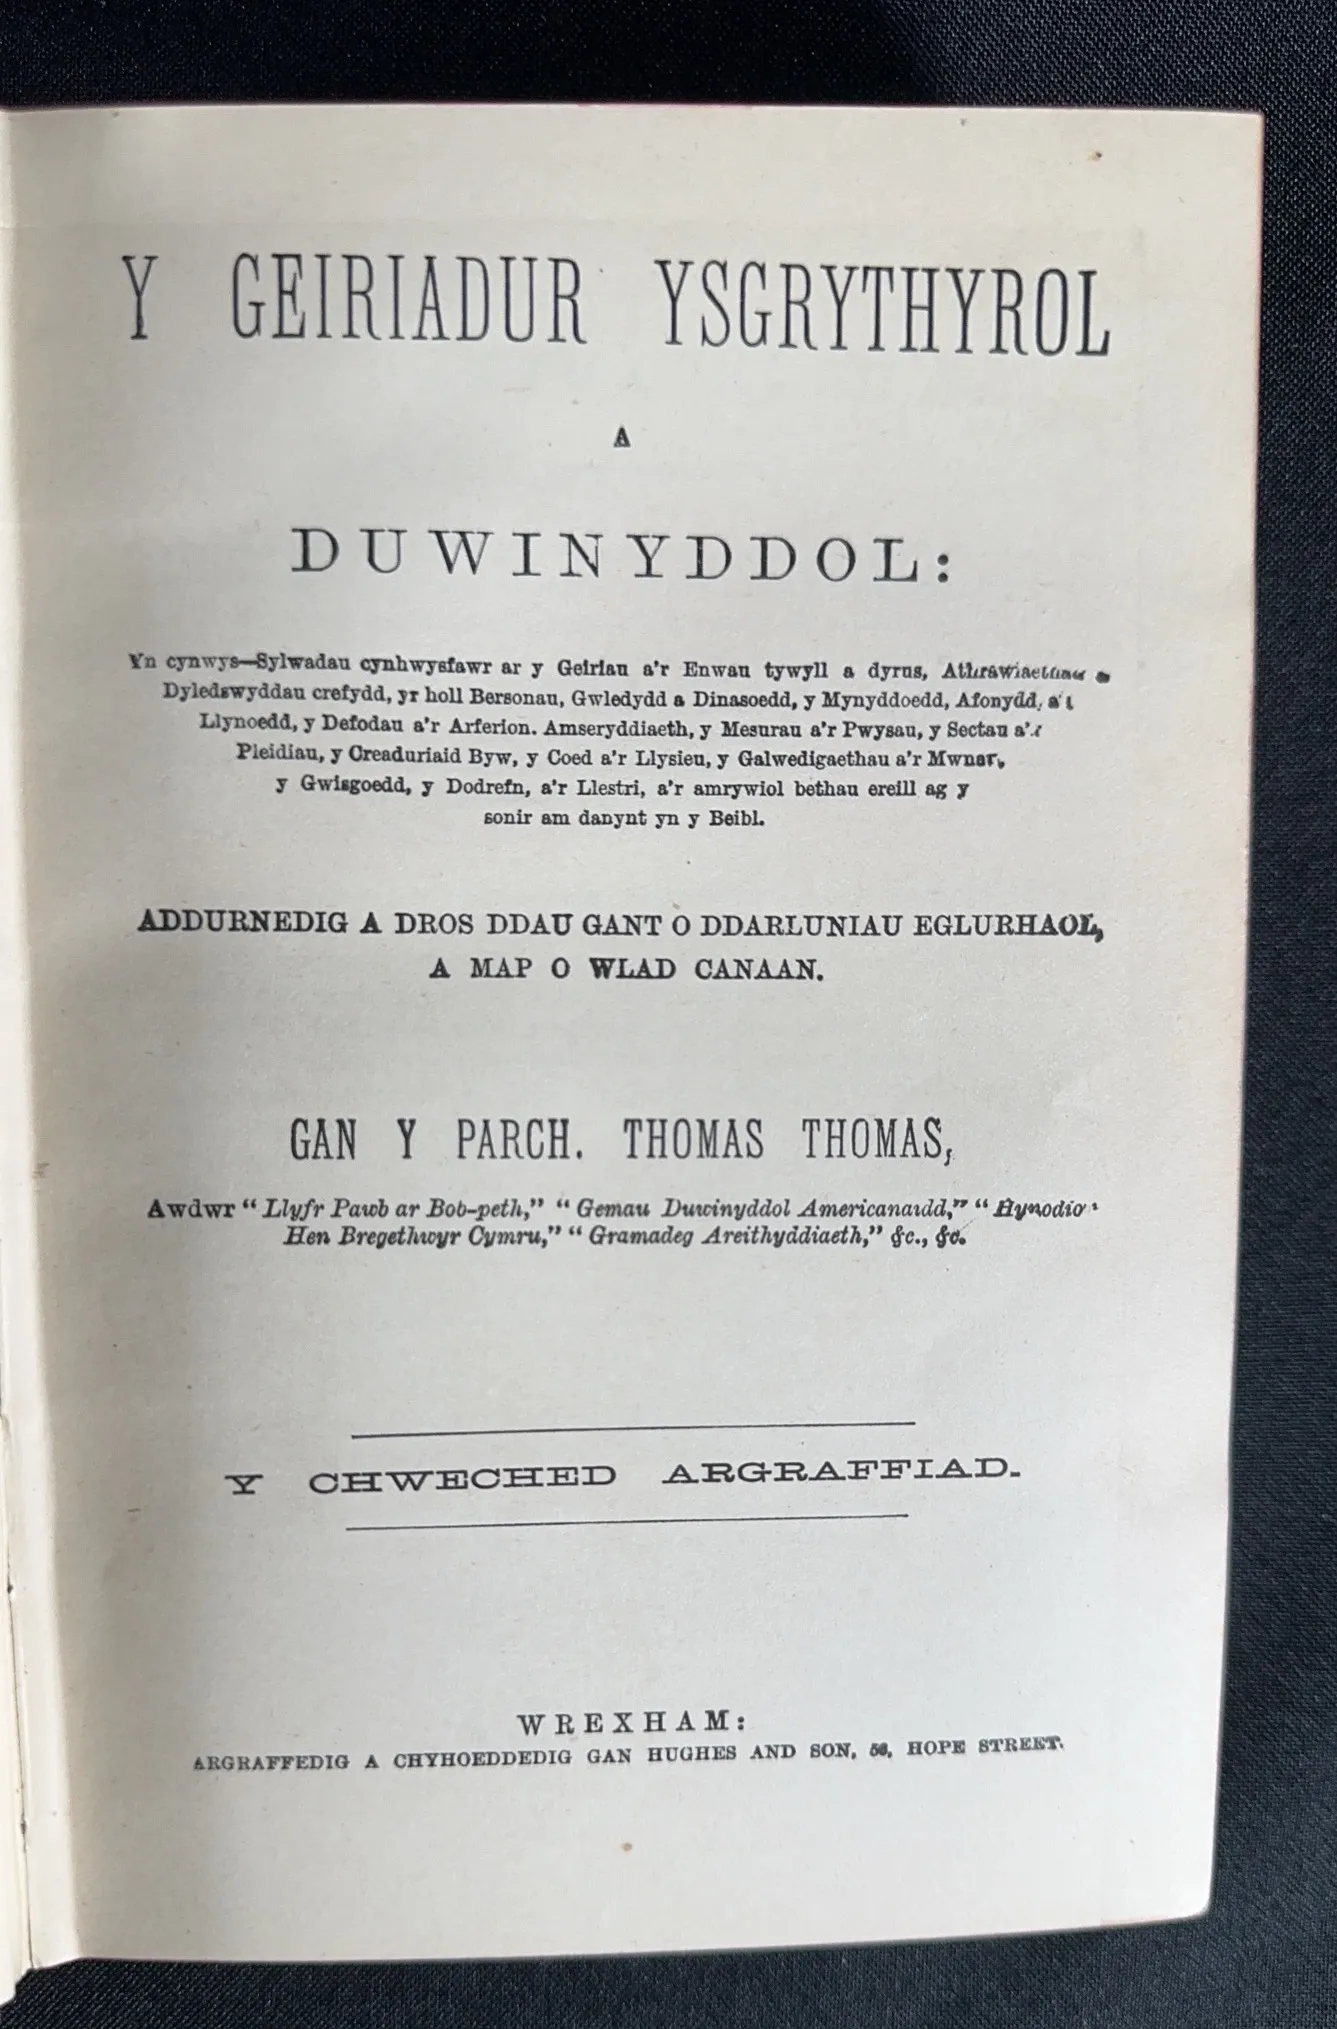 Y GEIRIADUR YSGRYTHYROL
A
DUWINYDDOL:
Yn cynwys—Sylwadau cynhwysfawr ar y Geiriau a'r Enwau tywyll a dyrus,
Dyledswyddau crefydd, yr holl Bersonau, Gwledydd a Dinasoedd, y Mynyddoedd, Afonydd, a'r
Llynoedd, y Defodau a'r Arferion. Amseryddiaeth, y Mesurau a'r Pwysau, y Sectau a'r
Pleidiau, y Creaduriaid Byw, y Coed a'r Llysieu, y Galwedigaethau a'r
y Gwisgoedd, y Dodrefn, a'r Llestri, a'r amrywiol bethau ereill ag y
sonir am danynt yn y Beibl.
ADDURNEDIG A DROS DDAU GANT O DDARLUNIAU EGLURHAOL,
A MAP O WLAD CANAAN.
GAN Y PARCH. THOMAS THOMAS,
Awdwr "Llyfr Pawb ar Bob-peth," "Gemau Duwinyddol Americanaidd," "Hynodion
Hen Bregethwyr Cymru," "Gramadeg Areithyddiaeth," &c., &c.
Y CHWECHED ARGRAFFIAD.
WREXHAM:
ARGRAFFEDIG A CHYHOEDDEDIG GAN HUGHES AND SON, 56, HOPE STREET.